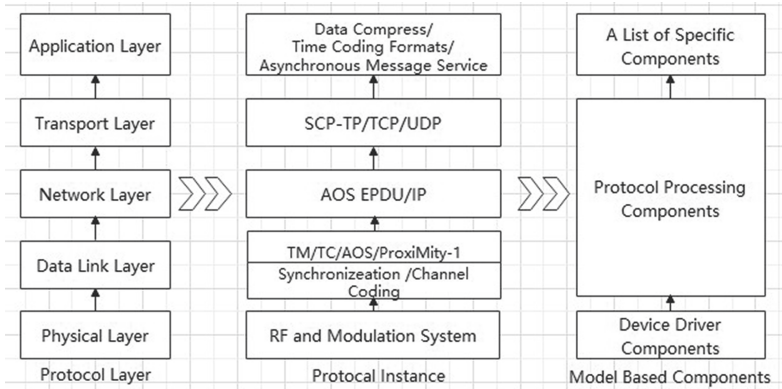 Application Layer
Transport Layer
Network Layer
Data Link Layer
Physical Layer
Protocol Layer
Data Compress/
Time Coding Formats/
Asynchronous Message Service
SCP-TP/TCP/UDP
AOS EPDU/IP
TM/TC/AOS/ProxiMity-1
Synchronizeation /Channel
Coding
RF and Modulation System
Protocal Instance
A List of Specific
Components
Protocol Processing
Components
Device Driver
Components
Model Based Components